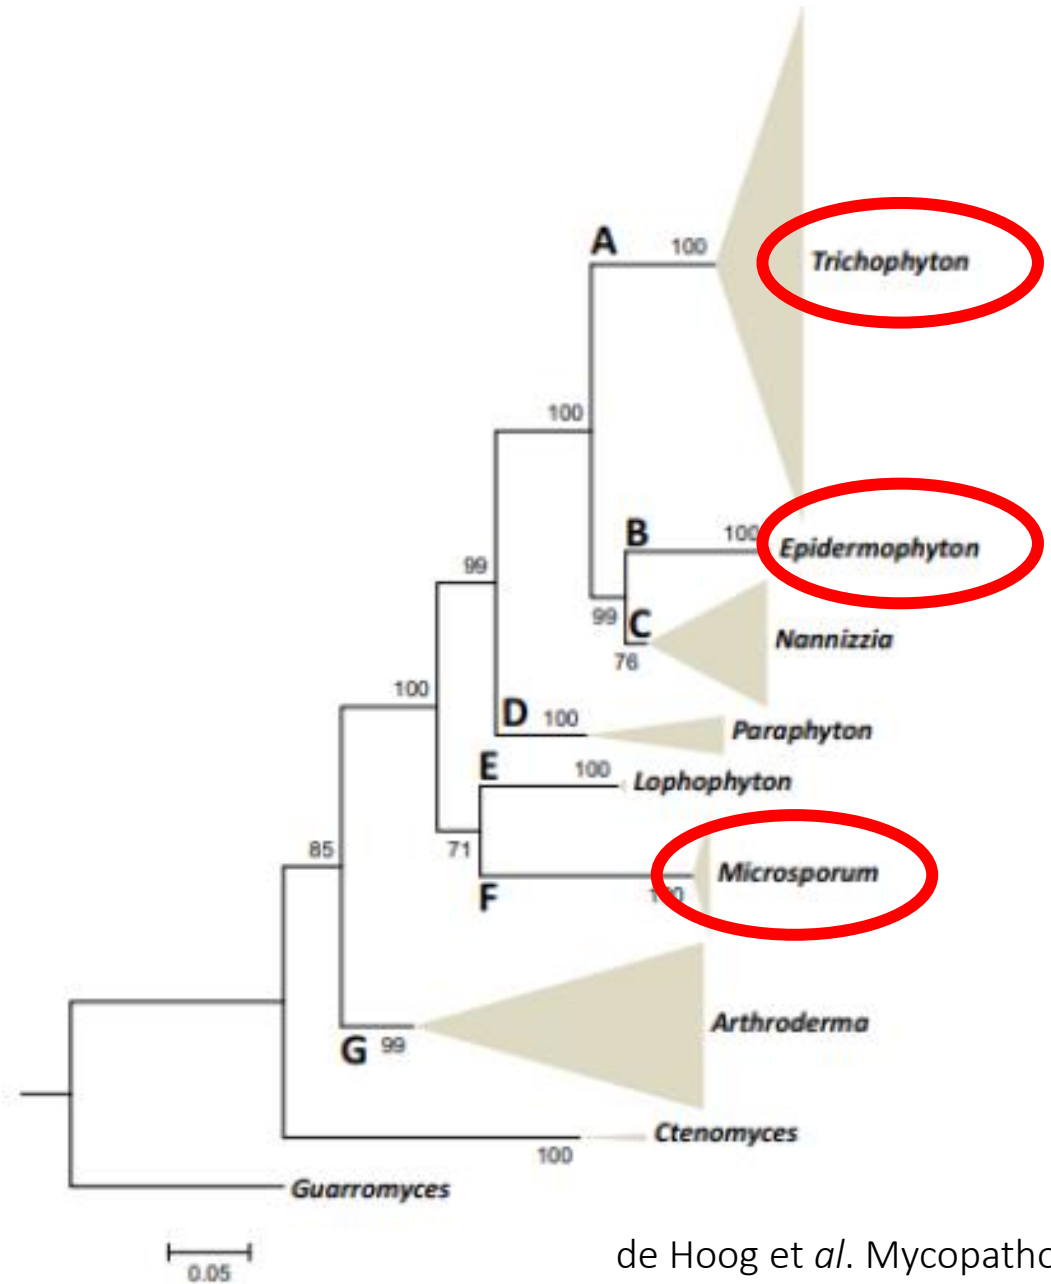 A
100
Trichophyton
100
B
100
Epidermophyton
99
99
C
Nannizzia
76
100
D
100
Paraphyton
E
100
Lophophyton
85
71
Microsporum
F
Arthroderma
G
99
Ctenomyces
100
Guarromyces
0.05
de Hoog et al. Mycopatho